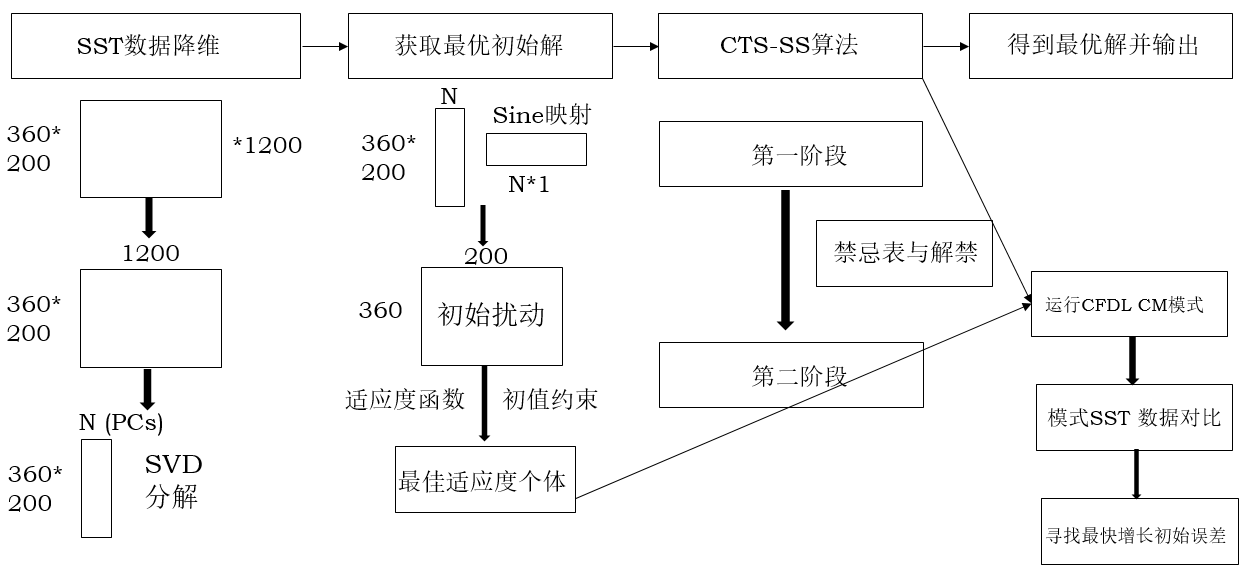 SST数据降维
获取最优初始解
CTS-SS算法
得到最优解并输出
360*
200
*1200
1200
360*
200
N (PCs)
360*
200
SVD
分解
N
360*
200
Sine映射
N*1
200
360
初始扰动
适应度函数
初值约束
最佳适应度个体
第一阶段
禁忌表与解禁
第二阶段
运行CFDL CM模式
模式SST 数据对比
寻找最快增长初始误差